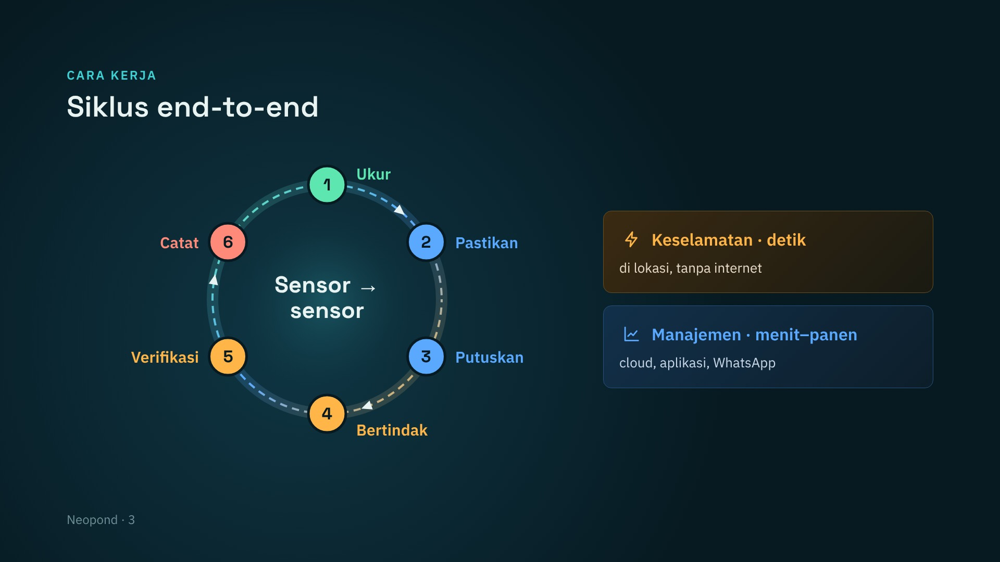 CARA KERJA
Siklus end-to-end
1
Ukur
2
Pastikan
3
Putuskan
4
Bertindak
5
Verifikasi
6
Catat
Sensor →
sensor
Keselamatan · detik
di lokasi, tanpa internet
Manajemen · menit–panen
cloud, aplikasi, WhatsApp
Neopond · 3